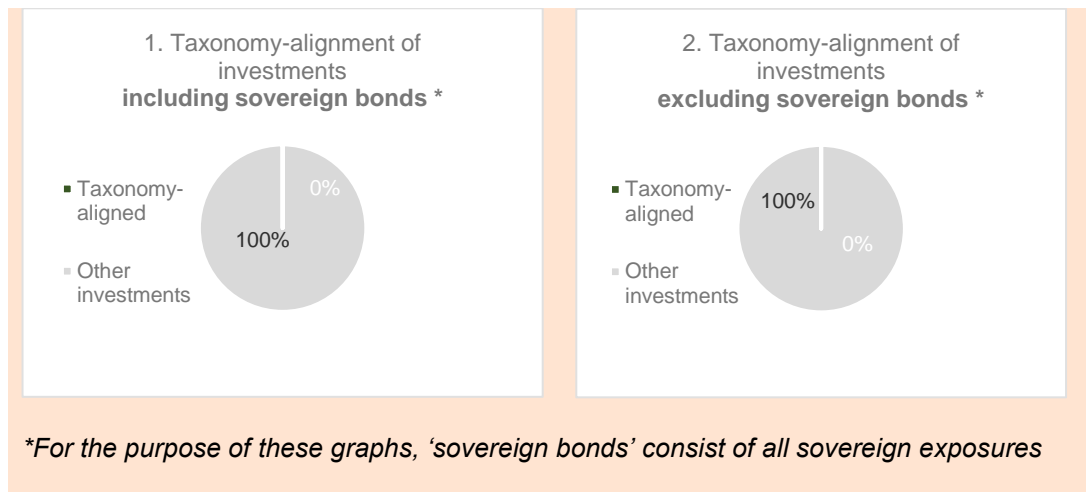 1. Taxonomy-alignment of
investments
including sovereign bonds *
Taxonomy-
aligned
Other
investments
0%
100%
2. Taxonomy-alignment of
investments
excluding sovereign bonds *
Taxonomy-
aligned
Other
investments
100%
0%
*For the purpose of these graphs, ‘sovereign bonds’ consist of all sovereign exposures